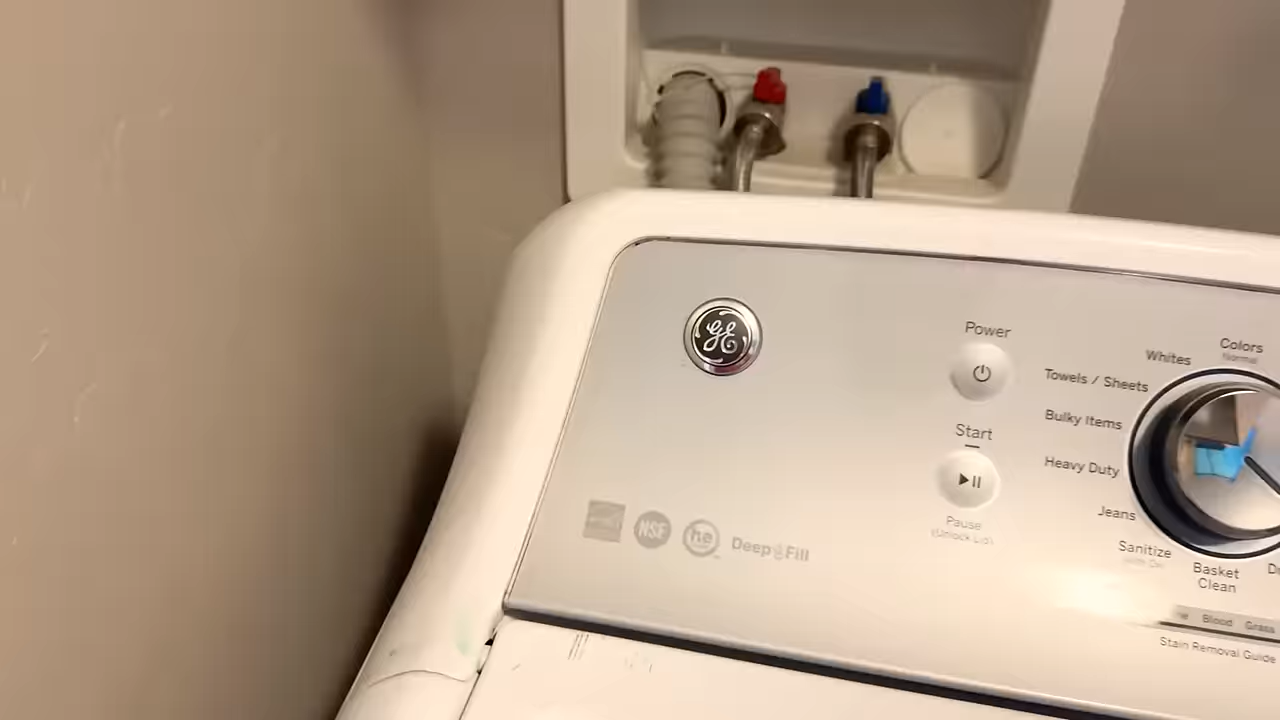 GE
Power
Colors
Normal
Whites
Towels / Sheets
Bulky Items
Start
Heavy Duty
Jeans
Pause
(Unlock Lid)
Sanitize
NSF
he
Deep Fill
Basket
Clean
Blood Grass
Stain Removal Guide